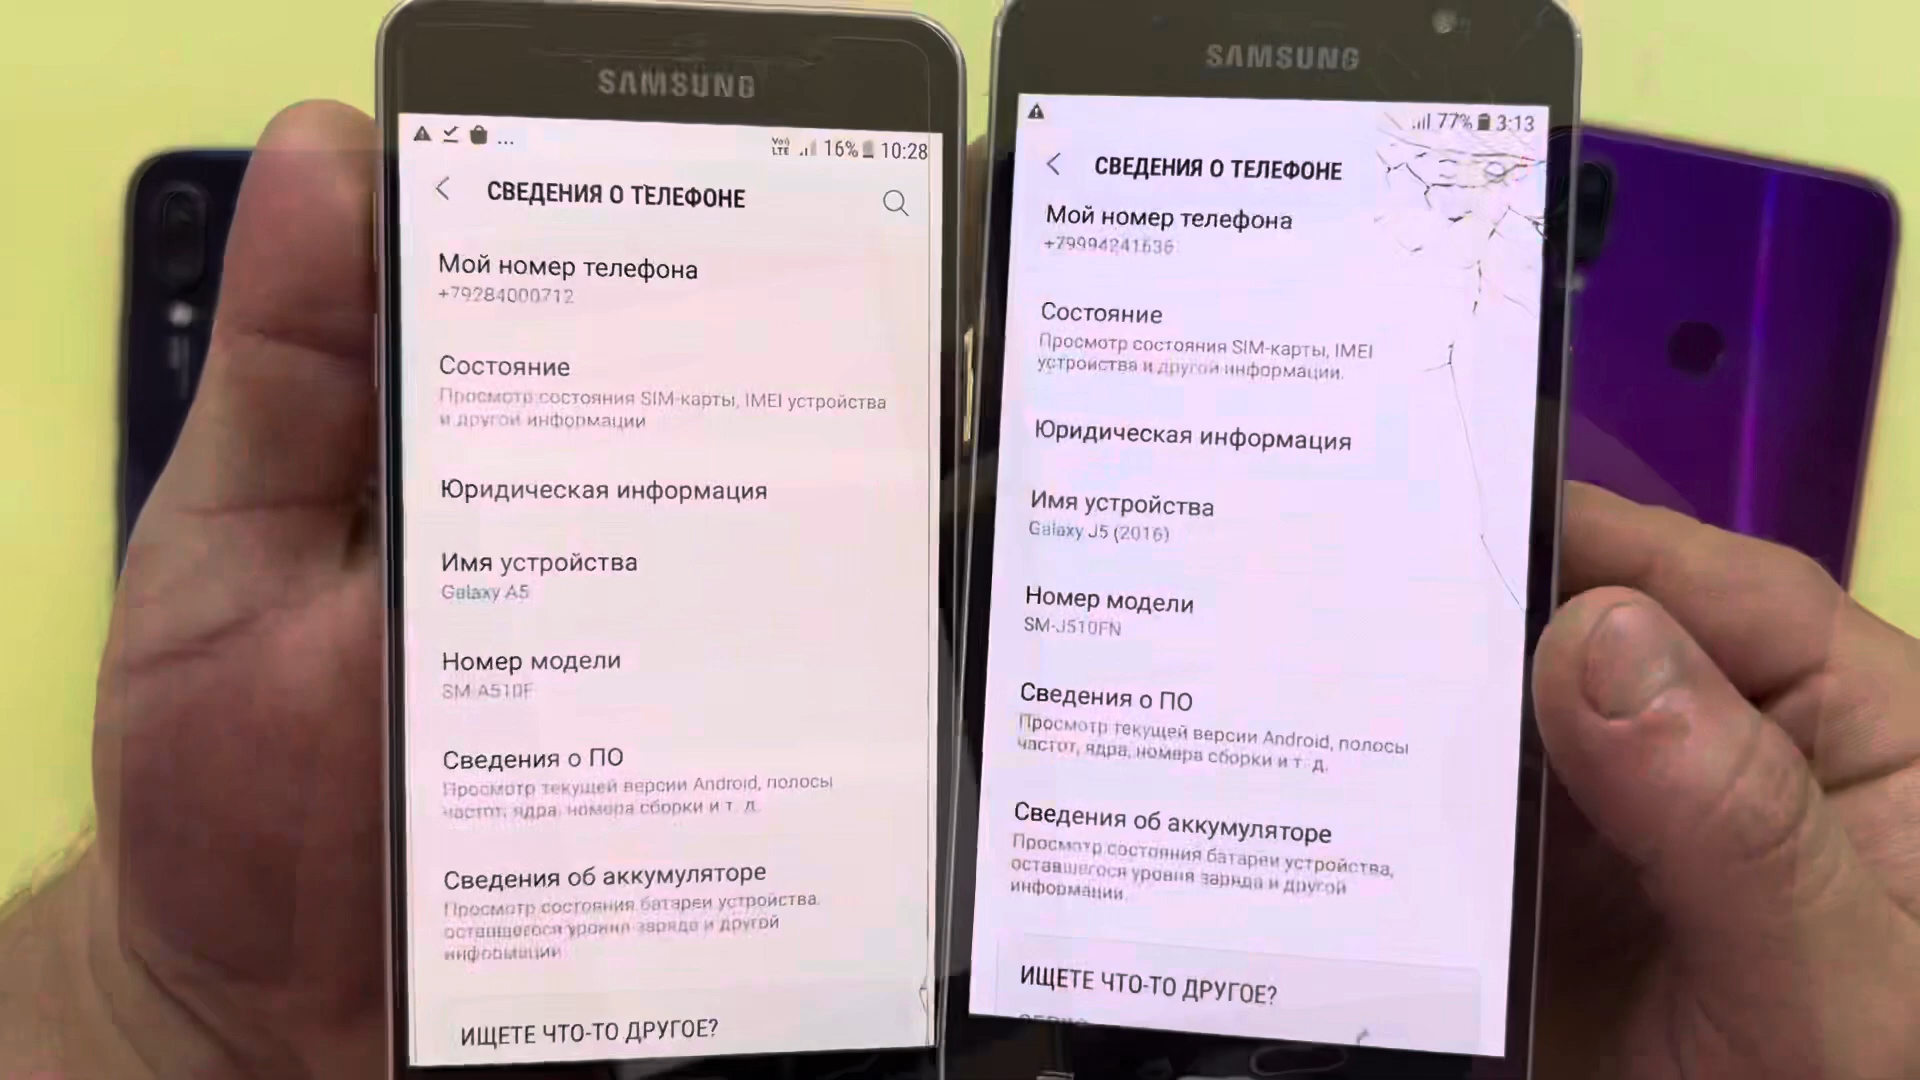 SAMSUNG
... Vo)) LTE 16% 10:28
СВЕДЕНИЯ О ТЕЛЕФОНЕ
Мой номер телефона
+79284000712
Состояние
Просмотр состояния SIM-карты, IMEI устройства
и другой информации
Юридическая информация
Имя устройства
Galaxy A5
Номер модели
SM-A510F
Сведения о ПО
Просмотр текущей версии Android, полосы
частот, ядра, номера сборки и т. д.
Сведения об аккумуляторе
Просмотр состояния батареи устройства,
оставшегося уровня заряда и другой
информации
ИЩЕТЕ ЧТО-ТО ДРУГОЕ?
SAMSUNG
77% 3:13
СВЕДЕНИЯ О ТЕЛЕФОНЕ
Мой номер телефона
+79994241636
Состояние
Просмотр состояния SIM-карты, IMEI
устройства и другой информации.
Юридическая информация
Имя устройства
Galaxy J5 (2016)
Номер модели
SM-J510FN
Сведения о ПО
Просмотр текущей версии Android, полосы
частот, ядра, номера сборки и т. д.
Сведения об аккумуляторе
Просмотр состояния батареи устройства,
оставшегося уровня заряда и другой
информации.
ИЩЕТЕ ЧТО-ТО ДРУГОЕ?